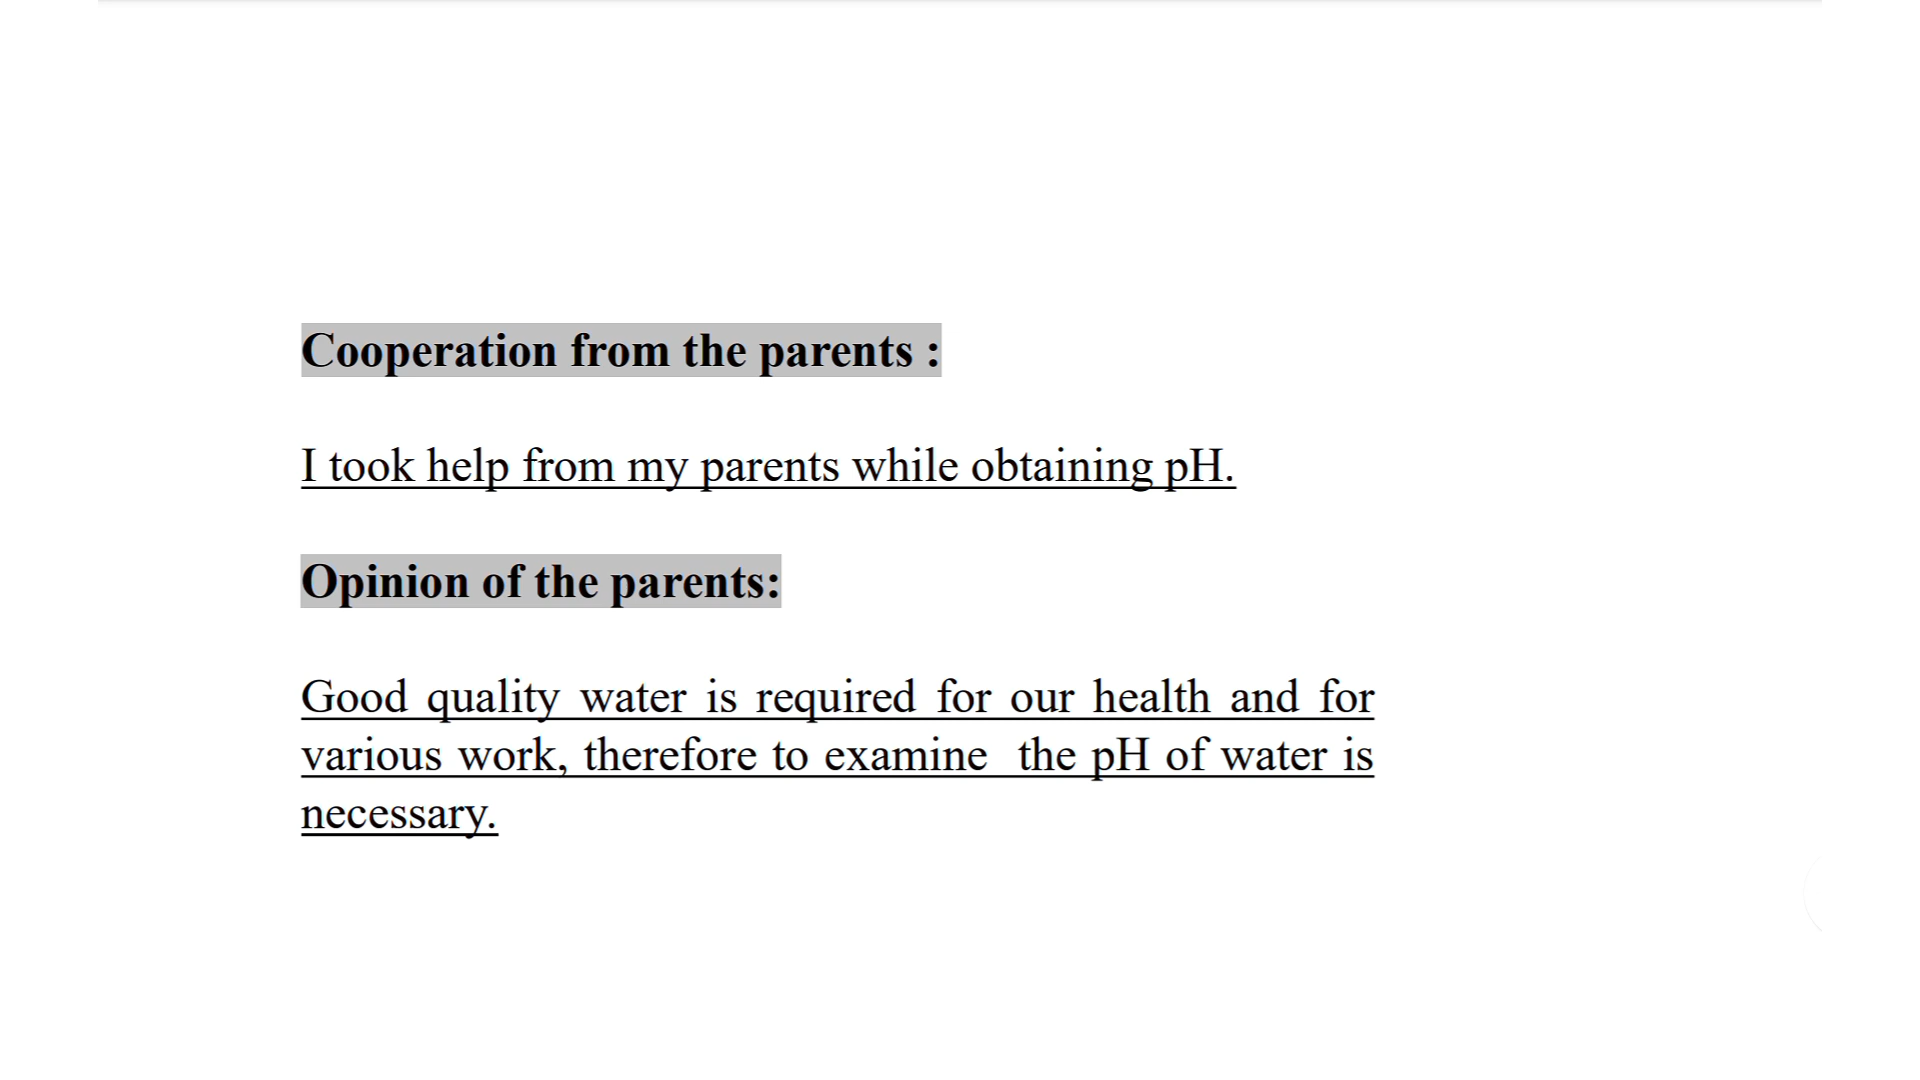 Cooperation from the parents :
I took help from my parents while obtaining pH.
Opinion of the parents:
Good quality water is required for our health and for
various work, therefore to examine  the pH of water is
necessary.